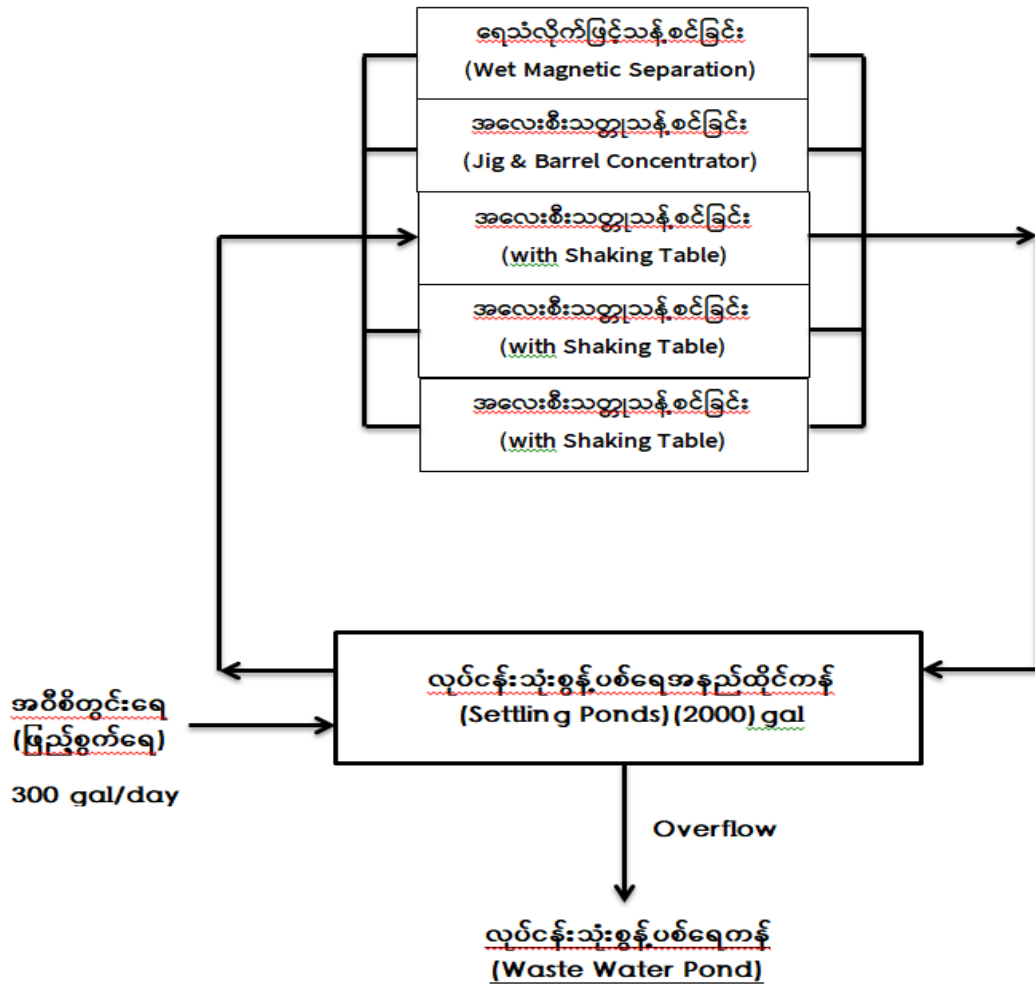 ရေသံလိုက်ဖြင့်သန့်စင်ခြင်း
(Wet Magnetic Separation)
အလေးစီးသတ္တုသန့်စင်ခြင်း
(Jig & Barrel Concentrator)
အလေးစီးသတ္တုသန့်စင်ခြင်း
(with Shaking Table)
အလေးစီးသတ္တုသန့်စင်ခြင်း
(with Shaking Table)
အလေးစီးသတ္တုသန့်စင်ခြင်း
(with Shaking Table)
လုပ်ငန်းသုံးစွန့်ပစ်ရေအနည်ထိုင်ကန်
(Settling Ponds)(2000)gal
အဝီစိတွင်းရေ
(ဖြည့်စွက်ရေ)
300 gal/day
Overflow
လုပ်ငန်းသုံးစွန့်ပစ်ရေကန်
(Waste Water Pond)